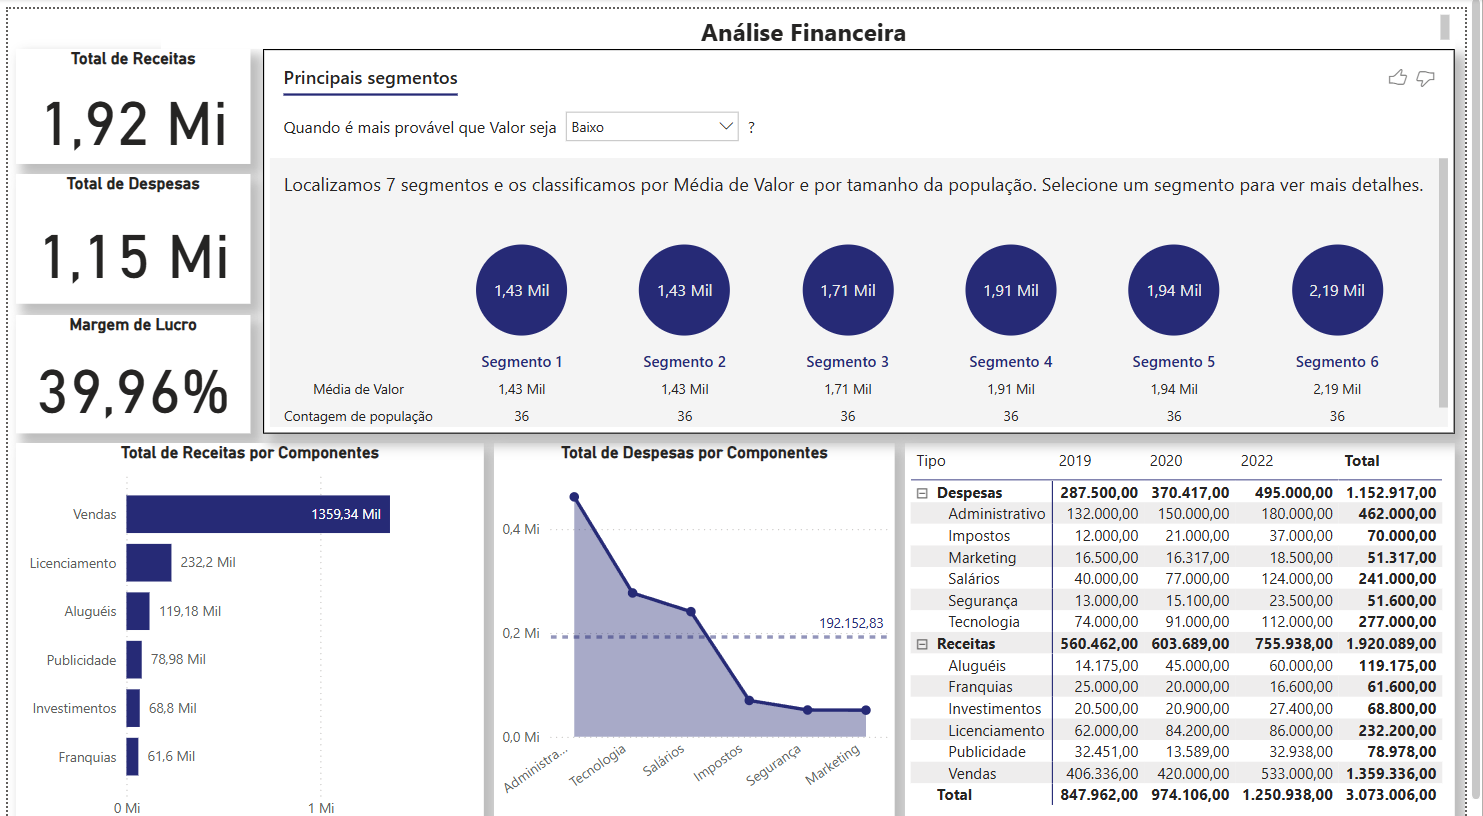 Análise Financeira
Total de Receitas
1,92 Mi
Total de Despesas
1,15 Mi
Margem de Lucro
39,96%
Principais segmentos
Quando é mais provável que Valor seja Baixo ?
Localizamos 7 segmentos e os classificamos por Média de Valor e por tamanho da população. Selecione um segmento para ver mais detalhes.
1,43 Mil 1,43 Mil 1,71 Mil 1,91 Mil 1,94 Mil 2,19 Mil
Segmento 1 Segmento 2 Segmento 3 Segmento 4 Segmento 5 Segmento 6
Média de Valor 1,43 Mil 1,43 Mil 1,71 Mil 1,91 Mil 1,94 Mil 2,19 Mil
Contagem de população 36 36 36 36 36 36
Total de Receitas por Componentes
Vendas 1359,34 Mil
Licenciamento 232,2 Mil
Aluguéis 119,18 Mil
Publicidade 78,98 Mil
Investimentos 68,8 Mil
Franquias 61,6 Mil
0 Mi 1 Mi
Total de Despesas por Componentes
0,4 Mi
192.152,83
0,2 Mi
0,0 Mi
Administra... Tecnologia Salários Impostos Segurança Marketing
Tipo 2019 2020 2022 Total
Despesas 287.500,00 370.417,00 495.000,00 1.152.917,00
Administrativo 132.000,00 150.000,00 180.000,00 462.000,00
Impostos 12.000,00 21.000,00 37.000,00 70.000,00
Marketing 16.500,00 16.317,00 18.500,00 51.317,00
Salários 40.000,00 77.000,00 124.000,00 241.000,00
Segurança 13.000,00 15.100,00 23.500,00 51.600,00
Tecnologia 74.000,00 91.000,00 112.000,00 277.000,00
Receitas 560.462,00 603.689,00 755.938,00 1.920.089,00
Aluguéis 14.175,00 45.000,00 60.000,00 119.175,00
Franquias 25.000,00 20.000,00 16.600,00 61.600,00
Investimentos 20.500,00 20.900,00 27.400,00 68.800,00
Licenciamento 62.000,00 84.200,00 86.000,00 232.200,00
Publicidade 32.451,00 13.589,00 32.938,00 78.978,00
Vendas 406.336,00 420.000,00 533.000,00 1.359.336,00
Total 847.962,00 974.106,00 1.250.938,00 3.073.006,00